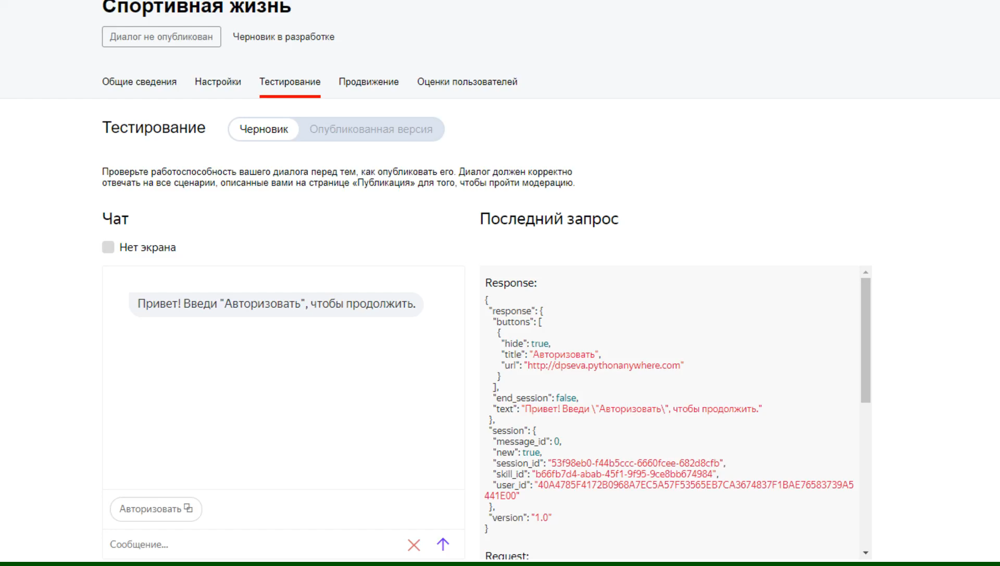 Спортивная жизнь
Диалог не опубликован Черновик в разработке
Общие сведения Настройки Тестирование Продвижение Оценки пользователей
Тестирование Черновик Опубликованная версия
Проверьте работоспособность вашего диалога перед тем, как опубликовать его. Диалог должен корректно
отвечать на все сценарии, описанные вами на странице «Публикация» для того, чтобы пройти модерацию.
Чат
Нет экрана
Привет! Введи "Авторизовать", чтобы продолжить.
Авторизовать
Сообщение...
Последний запрос
Response:
{
"response": {
"buttons": [
{
"hide": true,
"title": "Авторизовать",
"url": "http://dpseva.pythonanywhere.com"
}
],
"end_session": false,
"text": "Привет! Введи \"Авторизовать\", чтобы продолжить."
},
"session": {
"message_id": 0,
"new": true,
"session_id": "53f98eb0-f44b5ccc-6660fcee-682d8cfb",
"skill_id": "b66fb7d4-abab-45f1-9f95-9ce8bb674984",
"user_id": "40A4785F4172B0968A7EC5A57F53565EB7CA3674837F1BAE76583739A5
441E00"
},
"version": "1.0"
}
Request: